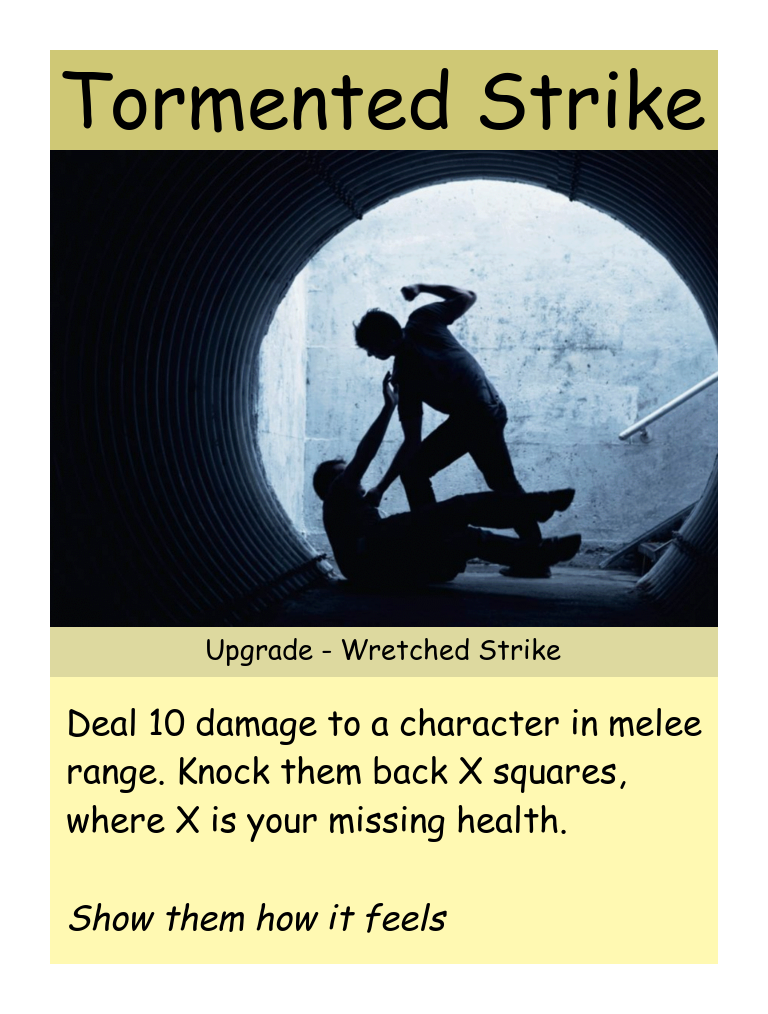 Tormented Strike
Upgrade - Wretched Strike
Deal 10 damage to a character in melee
range. Knock them back X squares,
where X is your missing health.
Show them how it feels